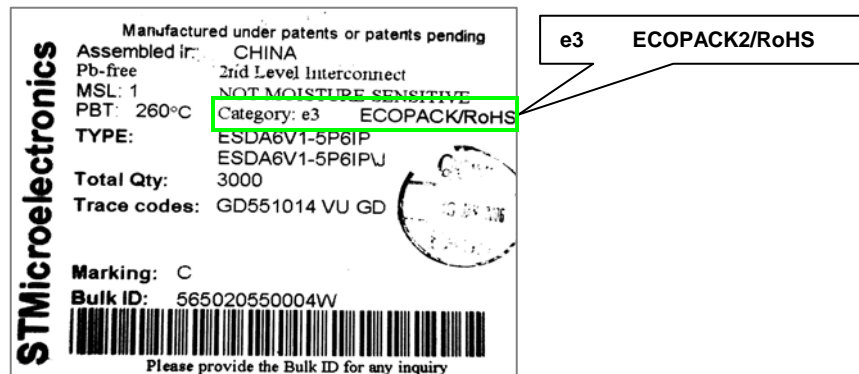 Manufactured under patents or patents pending
Assembled in: CHINA
Pb-free 2nd Level Interconnect
MSL: 1 NOT MOISTURE SENSITIVE
PBT: 260°C Category: e3 ECOPACK/RoHS
TYPE: ESDA6V1-5P6IP
ESDA6V1-5P6IP\J
Total Qty: 3000
Trace codes: GD551014 VU GD
Marking: C
Bulk ID: 565020550004W
Please provide the Bulk ID for any inquiry
STMicroelectronics
e3 ECOPACK2/RoHS